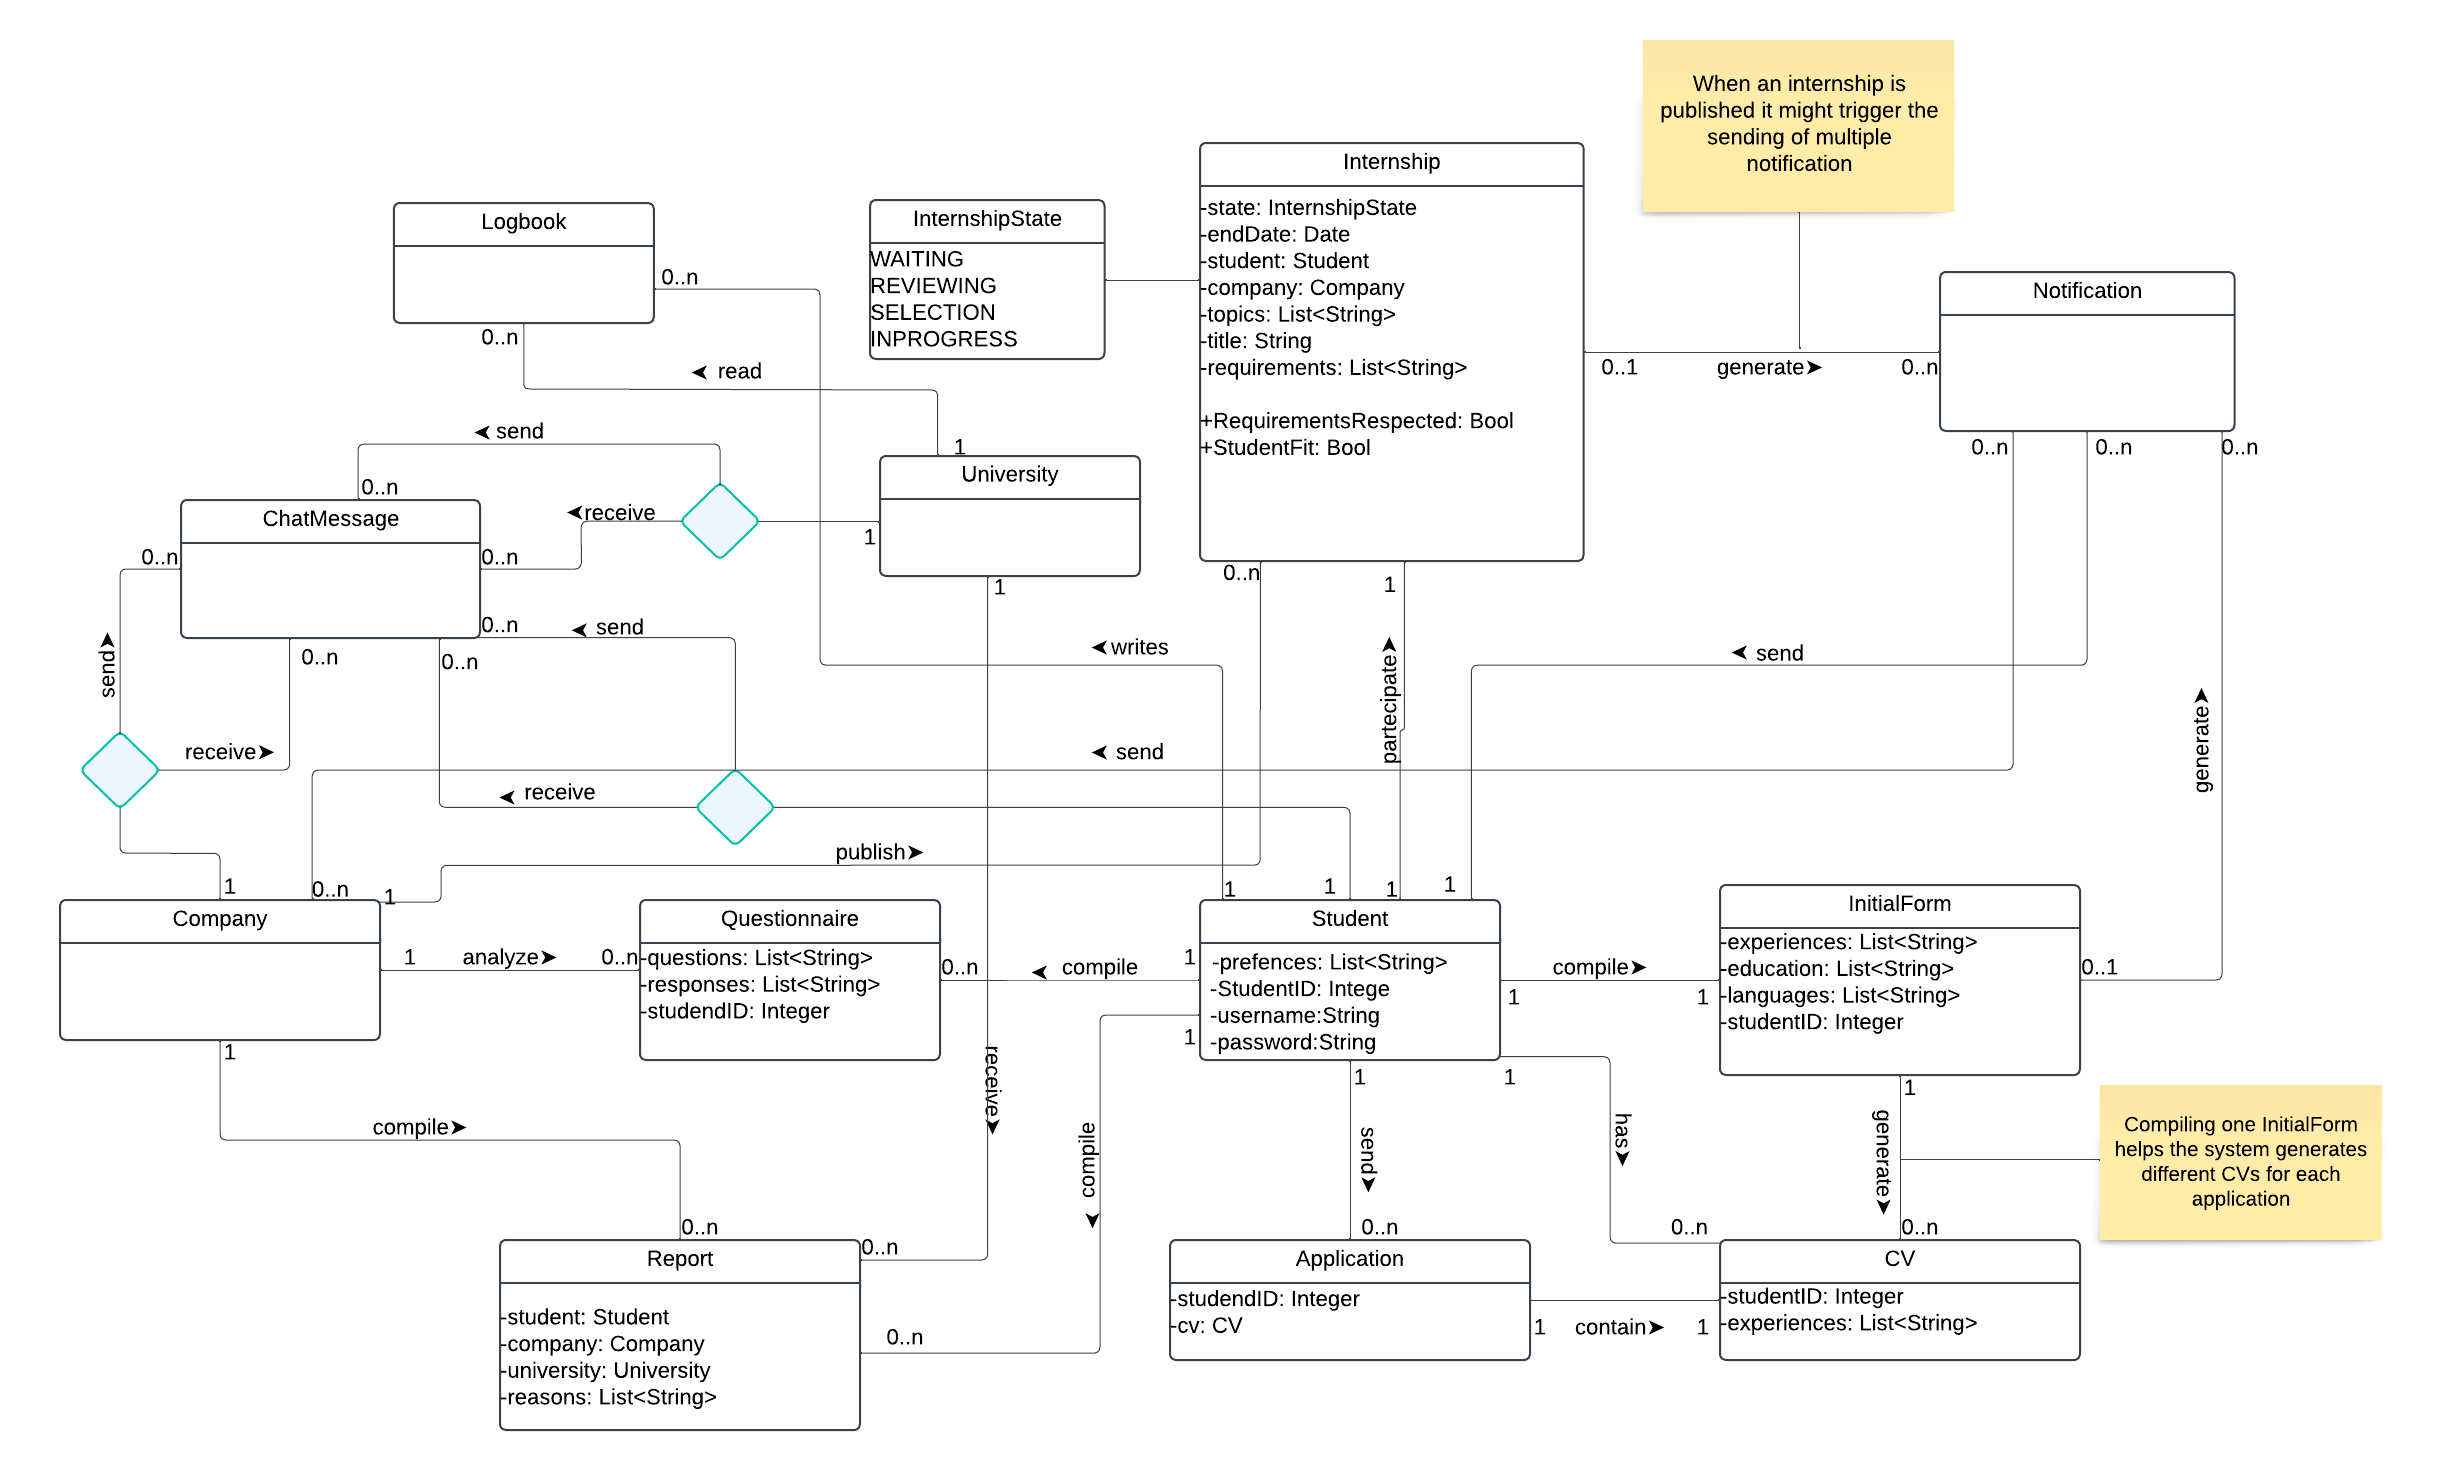 When an internship is
published it might trigger the
sending of multiple
notification
Internship
-state: InternshipState
-endDate: Date
-student: Student
-company: Company
-topics: List<String>
-title: String
-requirements: List<String>
+RequirementsRespected: Bool
+StudentFit: Bool
InternshipState
WAITING
REVIEWING
SELECTION
INPROGRESS
Logbook
0..n
0..n
read
1
Notification
0..1
generate
0..n
0..n
0..n
0..n
send
0..n
University
1
receive
0..n
1
ChatMessage
0..n
0..n
send
0..n
0..n
send
receive
0..n
1
writes
partecipate
send
generate
send
receive
publish
1
0..n
1
1
1
1
1
Company
1
analyze
0..n
Questionnaire
-questions: List<String>
-responses: List<String>
-studendID: Integer
0..n
compile
1
1
Student
-prefences: List<String>
-StudentID: Intege
-username:String
-password:String
compile
1
1
InitialForm
-experiences: List<String>
-education: List<String>
-languages: List<String>
-studentID: Integer
0..1
1
compile
receive
compile
1
send
1
has
1
generate
Compiling one InitialForm
helps the system generates
different CVs for each
application
0..n
0..n
0..n
0..n
0..n
0..n
Report
-student: Student
-company: Company
-university: University
-reasons: List<String>
Application
-studendID: Integer
-cv: CV
1
contain
1
CV
-studentID: Integer
-experiences: List<String>